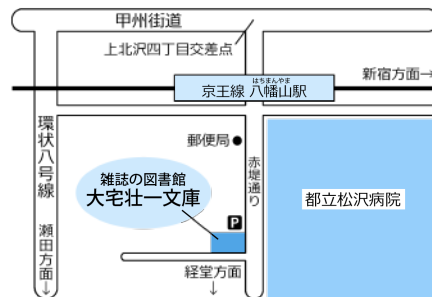 甲州街道
上北沢四丁目交差点
はちまんやま
京王線 八幡山駅
新宿方面→
環状八号線
郵便局●
赤堤通り
雑誌の図書館
大宅壮一文庫
都立松沢病院
P
瀬田方面↓
経堂方面
↓